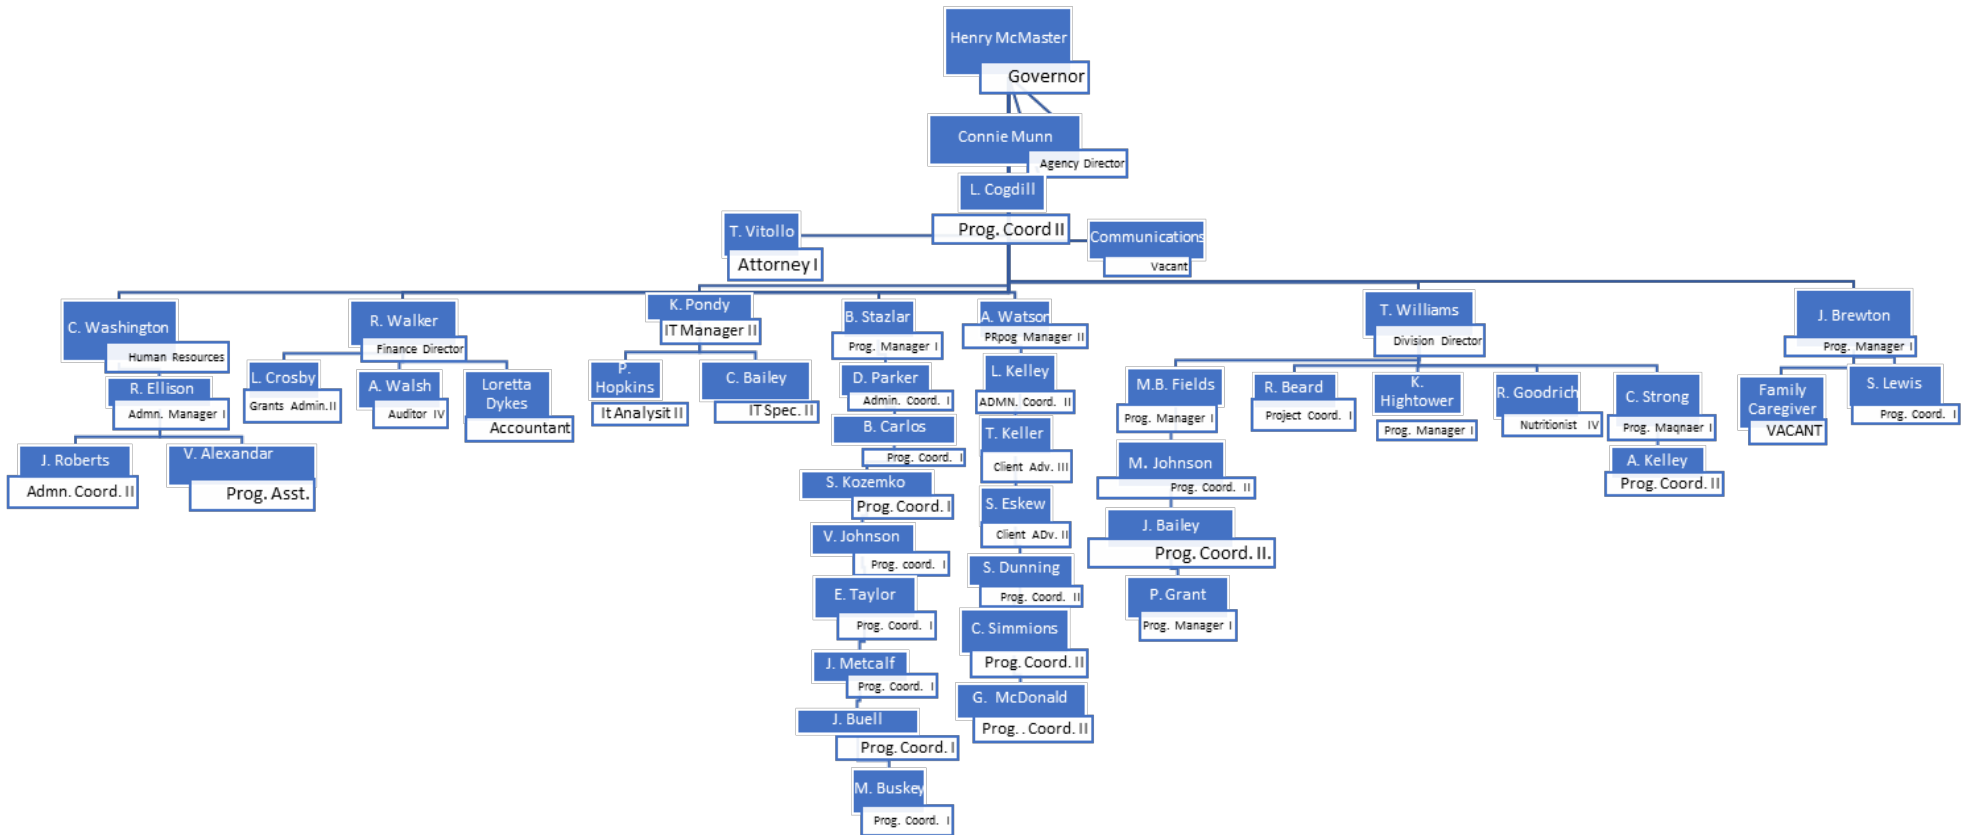 Henry McMaster
Governor
Connie Munn
Agency Director
L. Cogdill
Prog. Coord II
T. Vitollo
Attorney I
Communications
Vacant
C. Washington
Human Resources
R. Ellison
Admn. Manager I
J. Roberts
Admn. Coord. II
V. Alexandar
Prog. Asst.
R. Walker
Finance Director
L. Crosby
Grants Admin.II
A. Walsh
Auditor IV
Loretta
Dykes
Accountant
K. Pondy
IT Manager II
P.
Hopkins
It Analysit II
C. Bailey
IT Spec. II
B. Stazlar
Prog. Manager I
D. Parker
Admin. Coord. I
B. Carlos
Prog. Coord. I
S. Kozemko
Prog. Coord. I
V. Johnson
Prog. coord. I
E. Taylor
Prog. Coord. I
J. Metcalf
Prog. Coord. I
J. Buell
Prog. Coord. I
M. Buskey
Prog. Coord. I
A. Watson
PRpog Manager II
L. Kelley
ADMN. Coord. II
T. Keller
Client Adv. III
S. Eskew
Client ADv. II
S. Dunning
Prog. Coord. II
C. Simmions
Prog. Coord. II
G. McDonald
Prog. . Coord. II
T. Williams
Division Director
M.B. Fields
Prog. Manager I
M. Johnson
Prog. Coord. II
J. Bailey
Prog. Coord. II.
P. Grant
Prog. Manager I
R. Beard
Project Coord. I
K.
Hightower
Prog. Manager I
R. Goodrich
Nutritionist IV
C. Strong
Prog. Maqnaer I
A. Kelley
Prog. Coord. II
J. Brewton
Prog. Manager I
Family
Caregiver
VACANT
S. Lewis
Prog. Coord. I